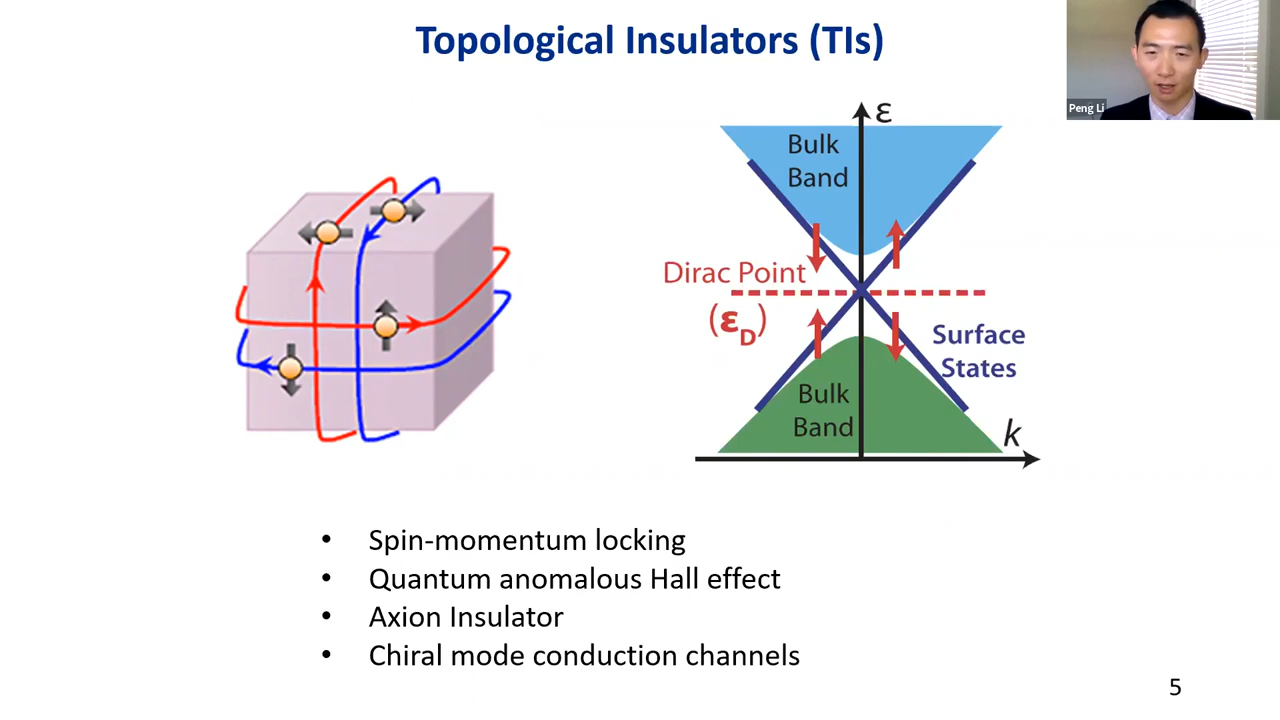 Topological Insulators (TIs)
Peng Li
ε
Bulk
Band
Dirac Point
(ε_D)
Surface
States
Bulk
Band
k
• Spin-momentum locking
• Quantum anomalous Hall effect
• Axion Insulator
• Chiral mode conduction channels
5